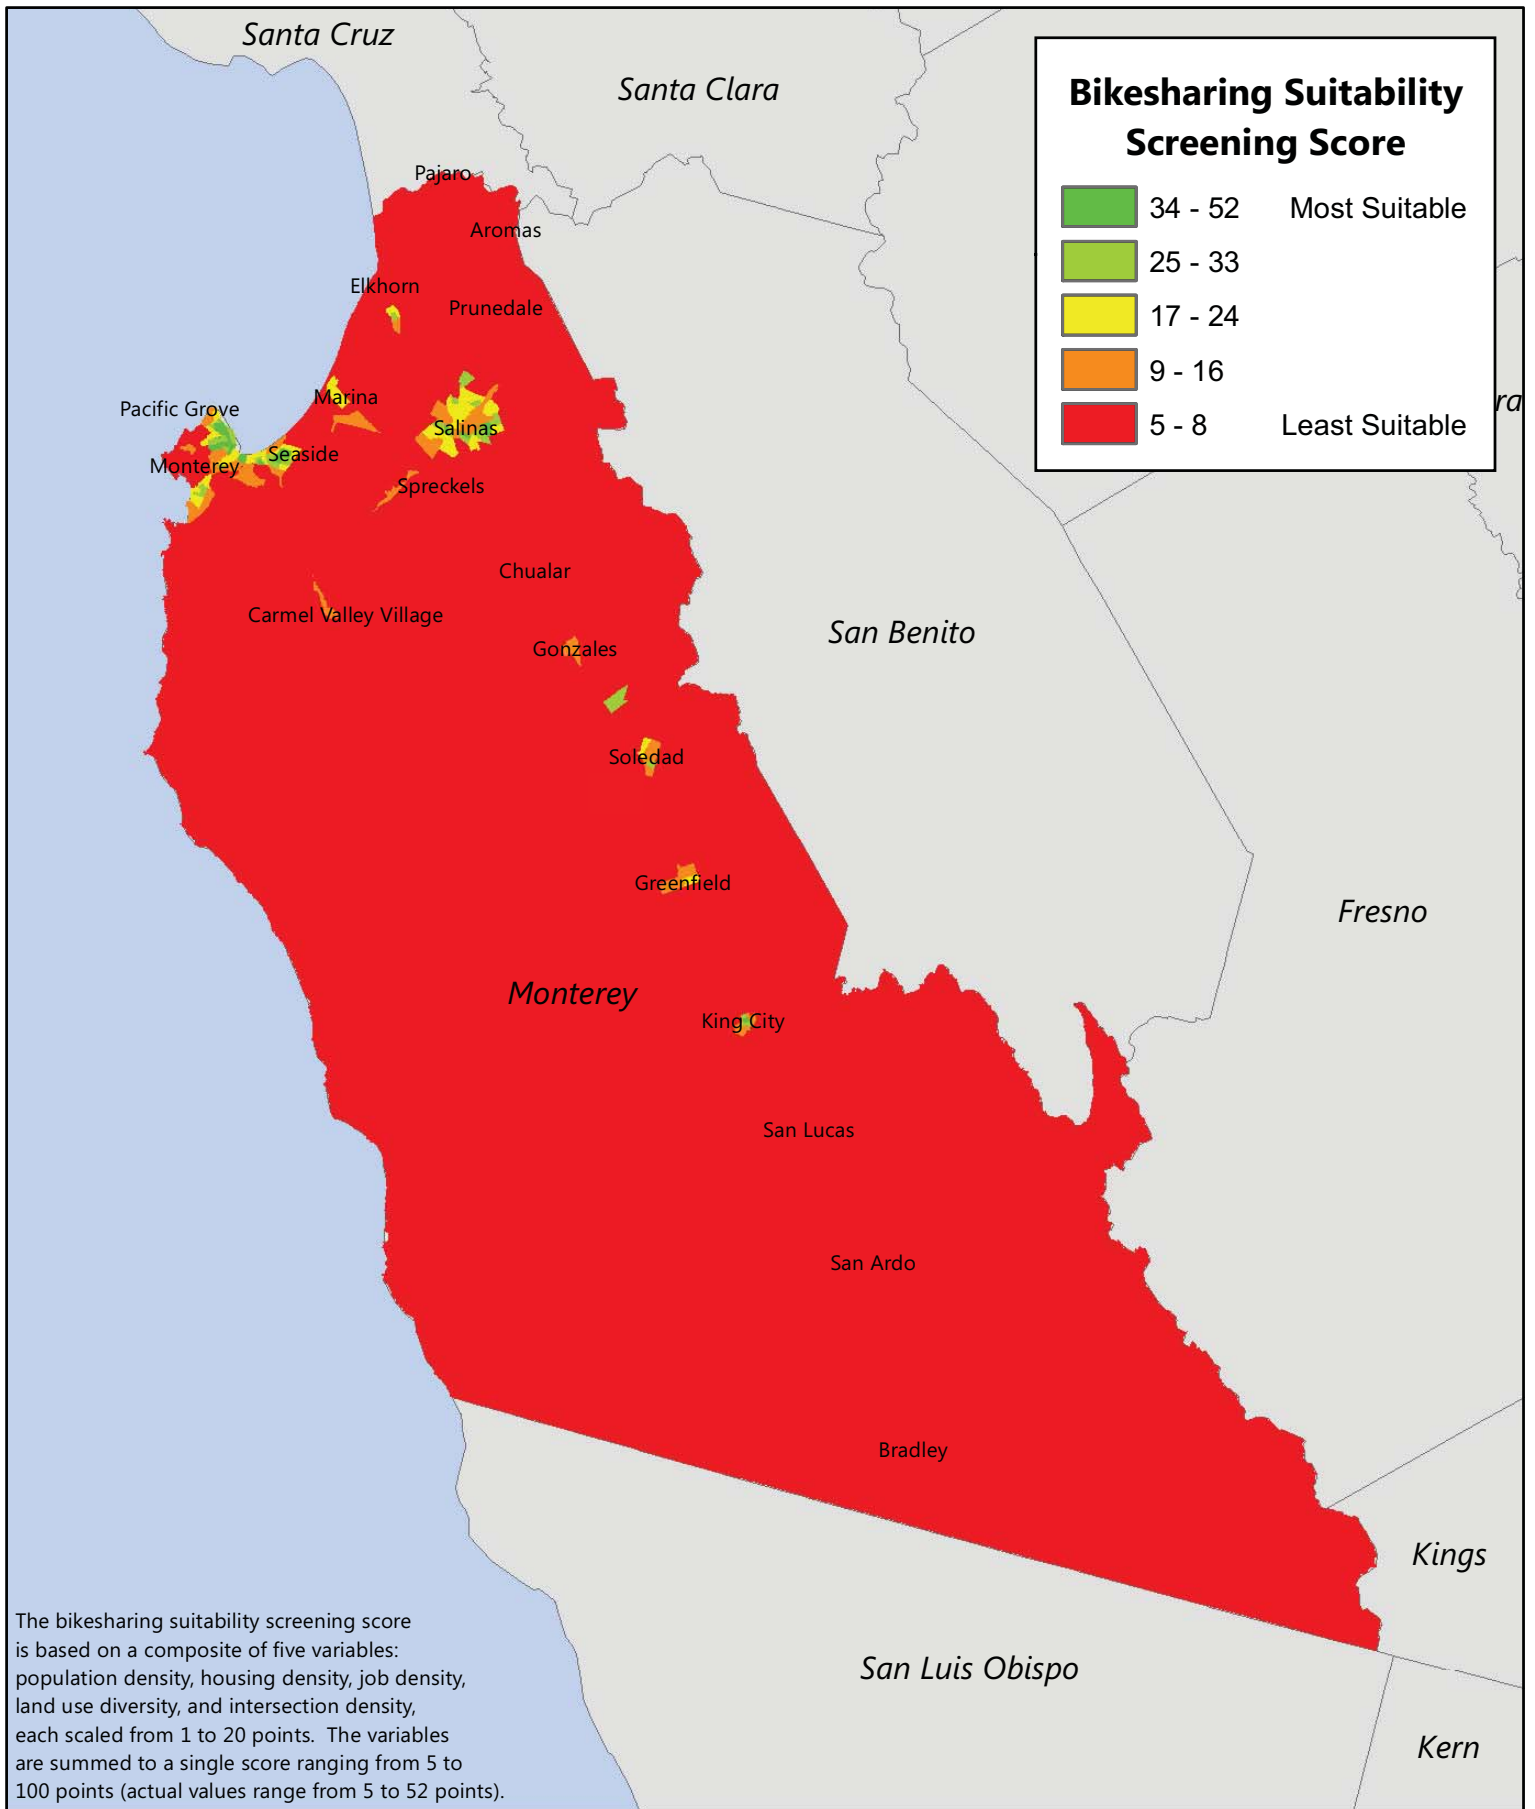 Santa Cruz
Santa Clara
Bikesharing Suitability
Screening Score
34 - 52 Most Suitable
25 - 33
17 - 24
9 - 16
5 - 8 Least Suitable
ra
Pajaro
Aromas
Elkhorn
Prunedale
Marina
Pacific Grove
Salinas
Seaside
Monterey
Spreckels
Chualar
Carmel Valley Village
San Benito
Gonzales
Soledad
Greenfield
Fresno
Monterey
King City
San Lucas
San Ardo
Bradley
Kings
San Luis Obispo
Kern
The bikesharing suitability screening score
is based on a composite of five variables:
population density, housing density, job density,
land use diversity, and intersection density,
each scaled from 1 to 20 points. The variables
are summed to a single score ranging from 5 to
100 points (actual values range from 5 to 52 points).